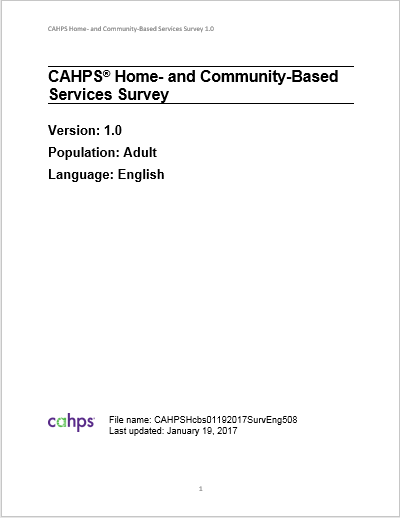 CAHPS Home- and Community-Based Services Survey 1.0
CAHPS® Home- and Community-Based
Services Survey
Version: 1.0
Population: Adult
Language: English
cahps®
File name: CAHPSHcbs01192017SurvEng508
Last updated: January 19, 2017
1